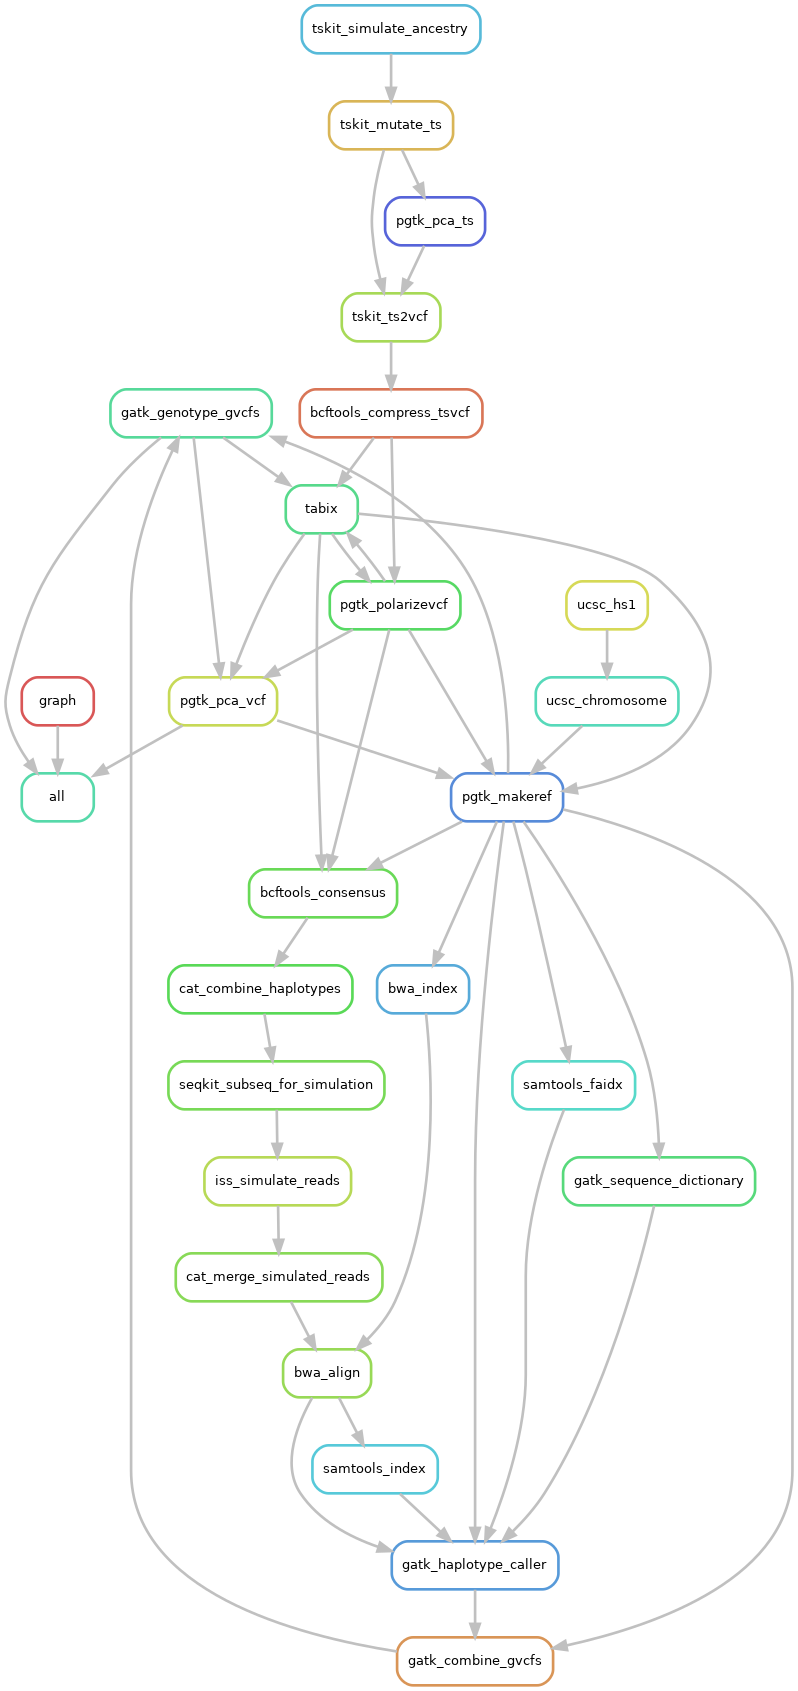 tskit_simulate_ancestry
tskit_mutate_ts
pgtk_pca_ts
tskit_ts2vcf
gatk_genotype_gvcfs
bcftools_compress_tsvcf
tabix
pgtk_polarizevcf
ucsc_hs1
graph
pgtk_pca_vcf
ucsc_chromosome
all
pgtk_makeref
bcftools_consensus
cat_combine_haplotypes
bwa_index
seqkit_subseq_for_simulation
samtools_faidx
iss_simulate_reads
gatk_sequence_dictionary
cat_merge_simulated_reads
bwa_align
samtools_index
gatk_haplotype_caller
gatk_combine_gvcfs